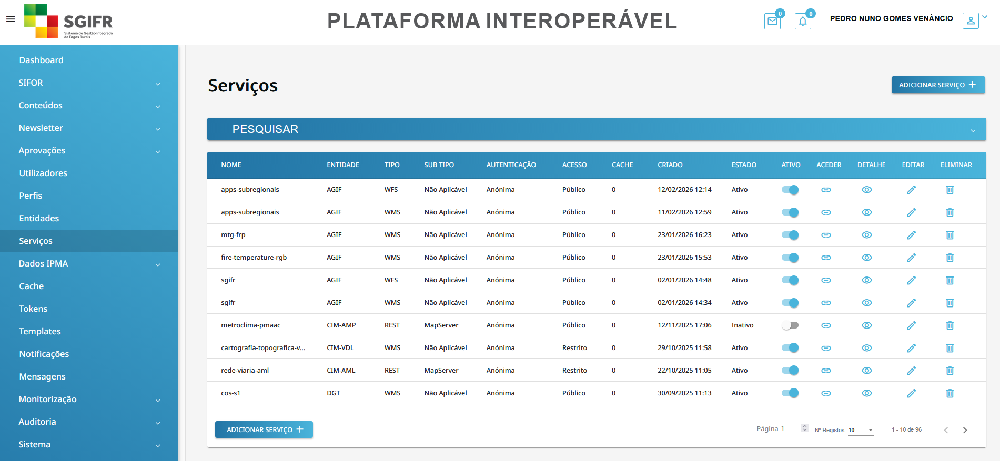 SGIFR
Sistema de Gestão Integrada
de Fogos Rurais
PLATAFORMA INTEROPERÁVEL
0
0
PEDRO NUNO GOMES VENÂNCIO
Dashboard
SIFOR
Conteúdos
Newsletter
Aprovações
Utilizadores
Perfis
Entidades
Serviços
Dados IPMA
Cache
Tokens
Templates
Notificações
Mensagens
Monitorização
Auditoria
Sistema
Serviços
ADICIONAR SERVIÇO +
PESQUISAR
NOME ENTIDADE TIPO SUB TIPO AUTENTICAÇÃO ACESSO CACHE CRIADO ESTADO ATIVO ACEDER DETALHE EDITAR ELIMINAR
apps-subregionais AGIF WFS Não Aplicável Anónima Público 0 12/02/2026 12:14 Ativo
apps-subregionais AGIF WMS Não Aplicável Anónima Público 0 11/02/2026 12:59 Ativo
mtg-frp AGIF WMS Não Aplicável Anónima Público 0 23/01/2026 16:23 Ativo
fire-temperature-rgb AGIF WMS Não Aplicável Anónima Público 0 23/01/2026 15:53 Ativo
sgifr AGIF WFS Não Aplicável Anónima Público 0 02/01/2026 14:48 Ativo
sgifr AGIF WMS Não Aplicável Anónima Público 0 02/01/2026 14:34 Ativo
metroclima-pmaac CIM-AMP REST MapServer Anónima Público 0 12/11/2025 17:06 Inativo
cartografia-topografica-v... CIM-VDL WMS Não Aplicável Anónima Restrito 0 29/10/2025 11:58 Ativo
rede-viaria-aml CIM-AML REST MapServer Anónima Restrito 0 22/10/2025 11:05 Ativo
cos-s1 DGT WMS Não Aplicável Anónima Público 0 30/09/2025 11:13 Ativo
ADICIONAR SERVIÇO +
Página 1 Nº Registos 10 1 - 10 de 96